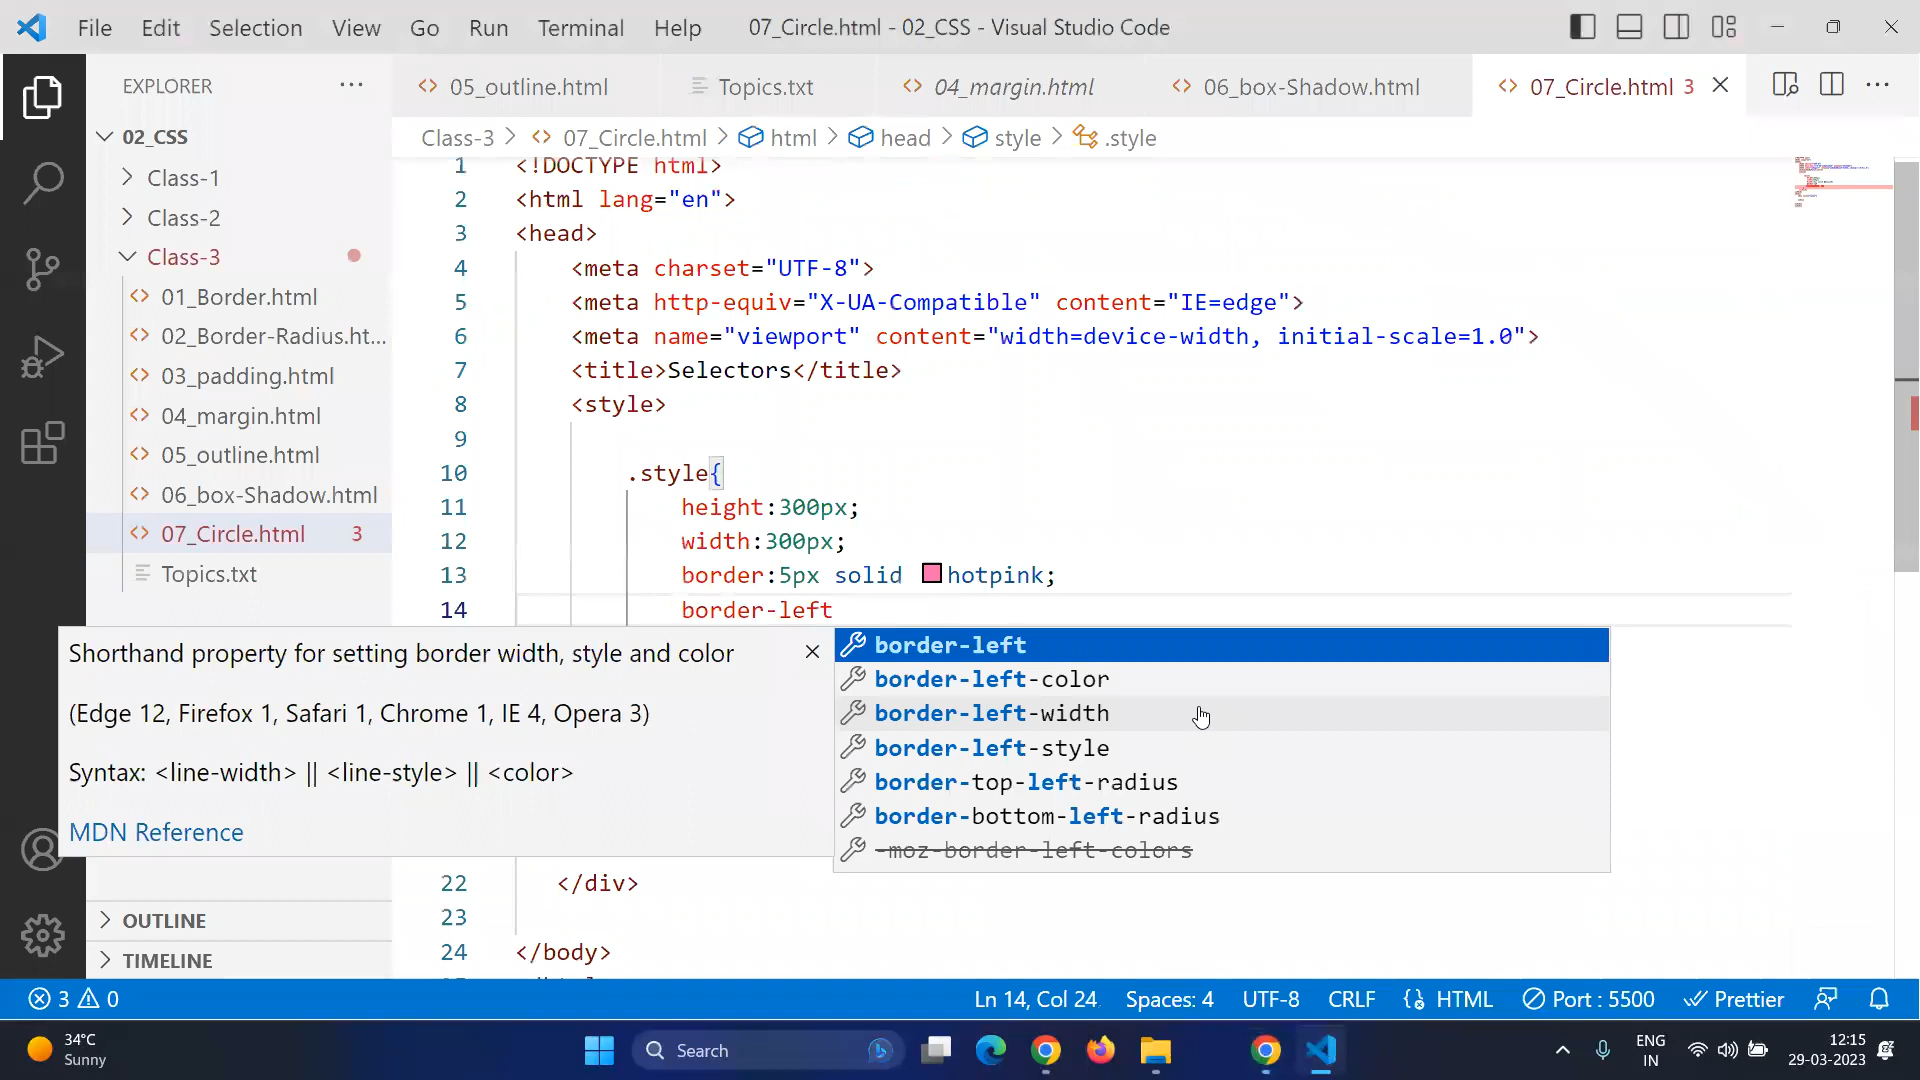 File Edit Selection View Go Run Terminal Help 07_Circle.html - 02_CSS - Visual Studio Code
EXPLORER
05_outline.html Topics.txt 04_margin.html 06_box-Shadow.html 07_Circle.html 3
02_CSS
Class-1
Class-2
Class-3
01_Border.html
02_Border-Radius.ht...
03_padding.html
04_margin.html
05_outline.html
06_box-Shadow.html
07_Circle.html 3
Topics.txt
OUTLINE
TIMELINE
Class-3 > 07_Circle.html > html > head > style > .style
1 <!DOCTYPE html>
2 <html lang="en">
3 <head>
4 <meta charset="UTF-8">
5 <meta http-equiv="X-UA-Compatible" content="IE=edge">
6 <meta name="viewport" content="width=device-width, initial-scale=1.0">
7 <title>Selectors</title>
8 <style>
9
10 .style{
11 height:300px;
12 width:300px;
13 border:5px solid hotpink;
14 border-left
Shorthand property for setting border width, style and color
(Edge 12, Firefox 1, Safari 1, Chrome 1, IE 4, Opera 3)
Syntax: <line-width> || <line-style> || <color>
MDN Reference
border-left
border-left-color
border-left-width
border-left-style
border-top-left-radius
border-bottom-left-radius
-moz-border-left-colors
22 </div>
23
24 </body>
3 0 Ln 14, Col 24 Spaces: 4 UTF-8 CRLF HTML Port : 5500 Prettier
34°C
Sunny
Search
ENG
IN
12:15
29-03-2023